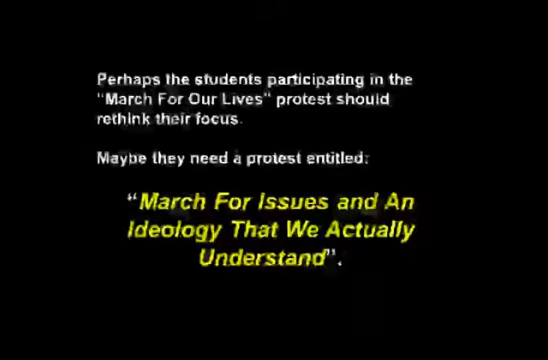 Perhaps the students participating in the
"March For Our Lives" protest should
rethink their focus.
Maybe they need a protest entitled:
"March For Issues and An
Ideology That We Actually
Understand".